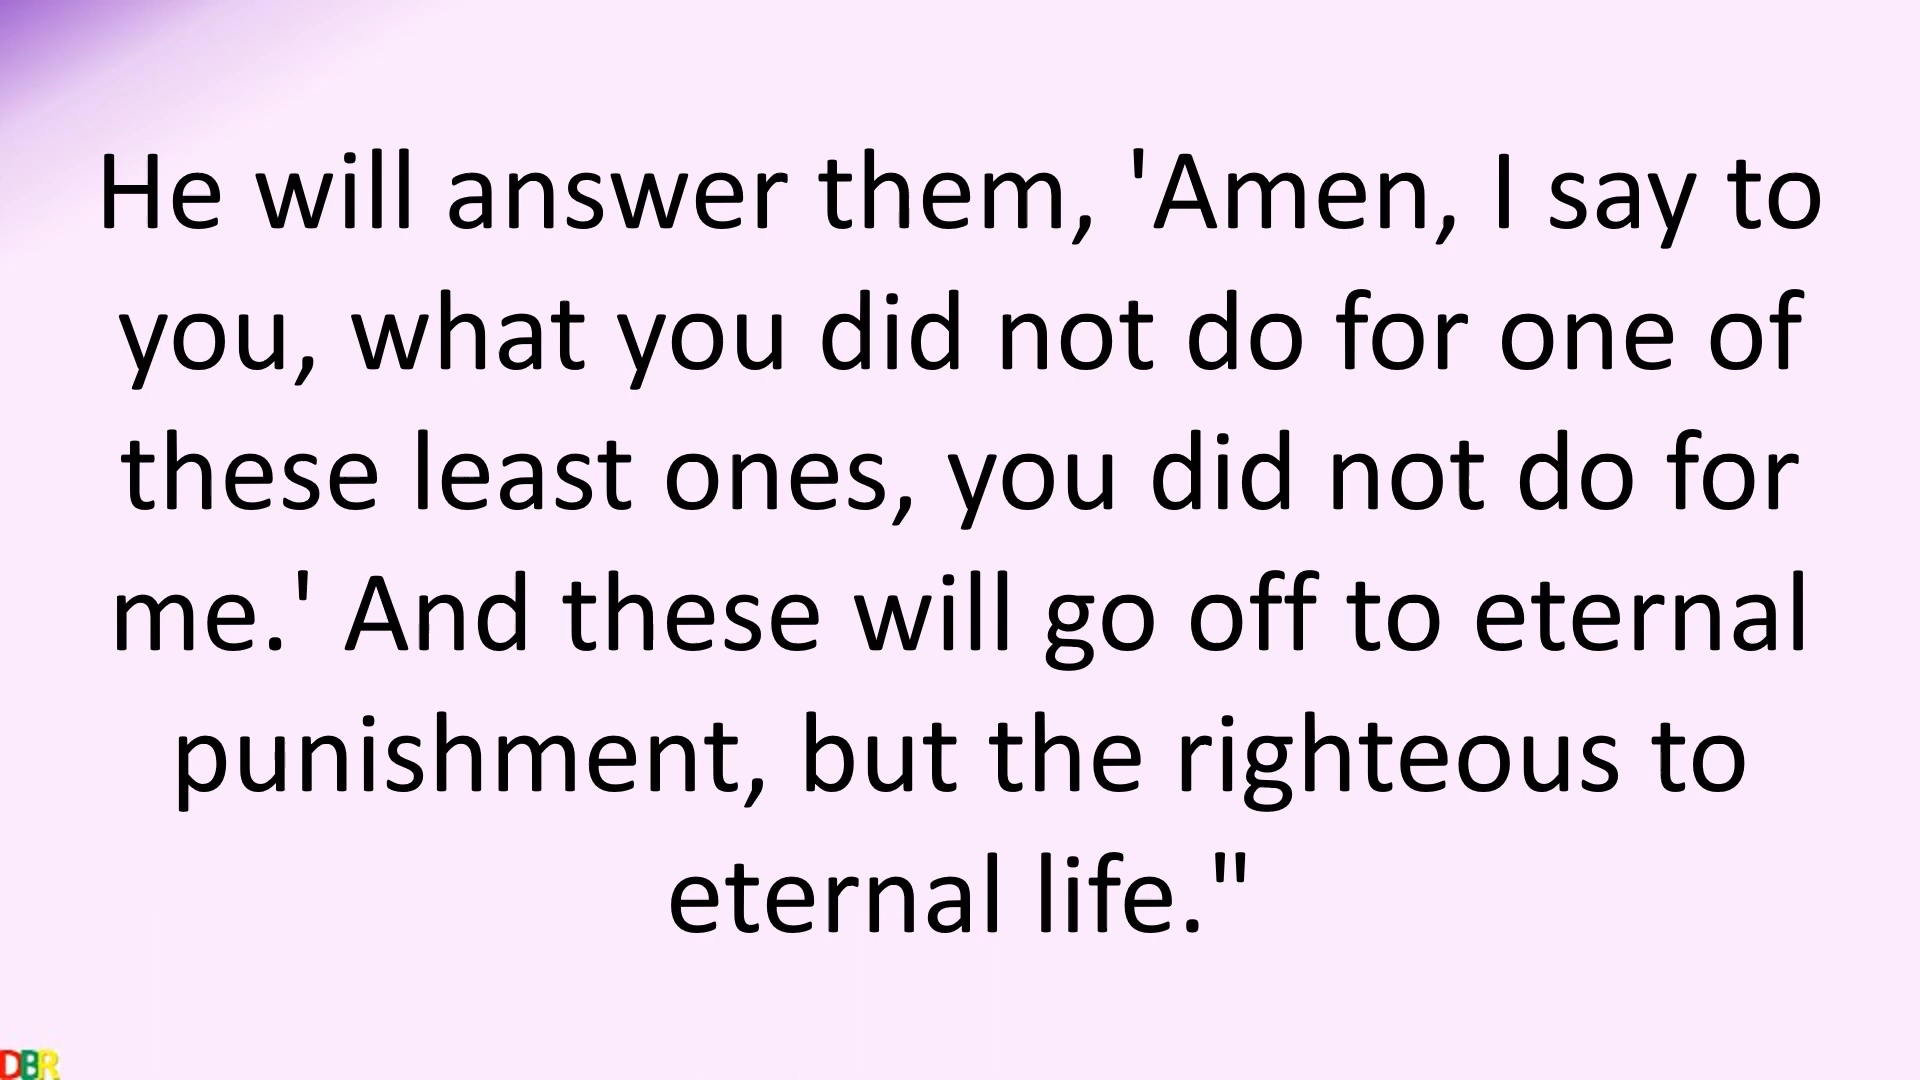 He will answer them, 'Amen, I say to
you, what you did not do for one of
these least ones, you did not do for
me.' And these will go off to eternal
punishment, but the righteous to
eternal life."
DBR